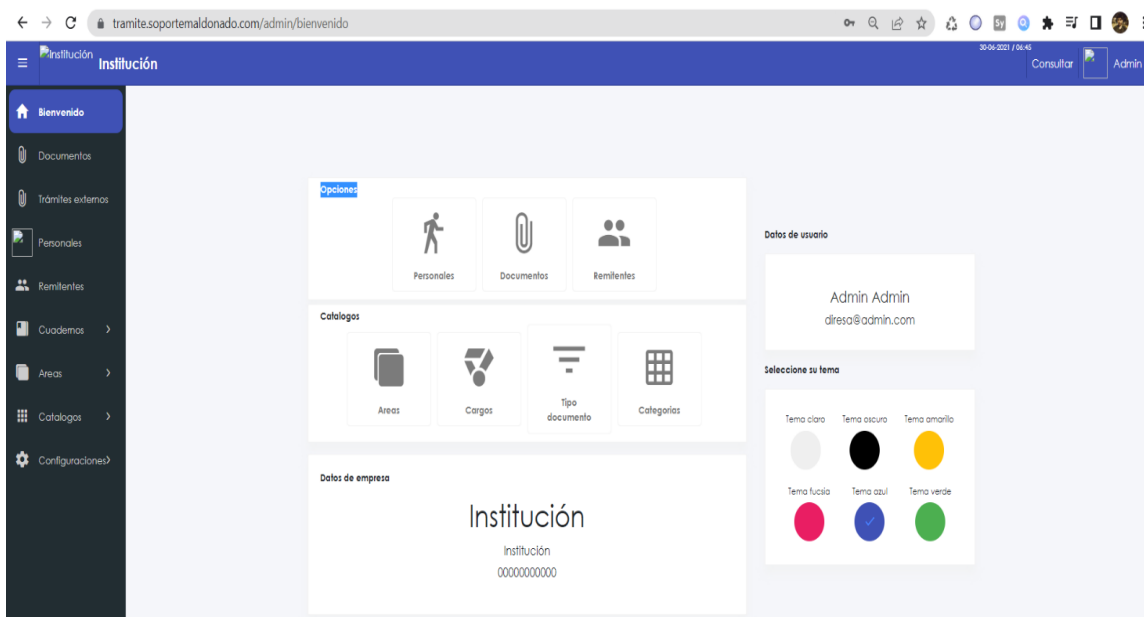 tramite.soportemaldonado.com/admin/bienvenido
Institución
Institución
30-06-2021 / 06:45
Consultar
Admin
Bienvenido
Documentos
Trámites externos
Personales
Remitentes
Cuadernos
Areas
Catalogos
Configuraciones
Opciones
Personales
Documentos
Remitentes
Catalogos
Areas
Cargos
Tipo
documento
Categorias
Datos de empresa
Institución
Institución
00000000000
Datos de usuario
Admin Admin
diresa@admin.com
Seleccione su tema
Tema claro
Tema oscuro
Tema amarillo
Tema fucsia
Tema azul
Tema verde